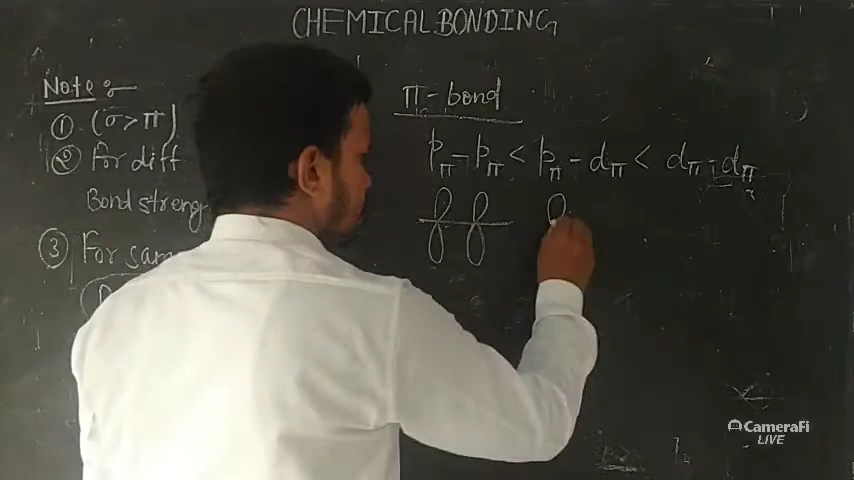 CHEMICAL BONDING
Note :-
① (σ > π)
② For diff
Bond streng
③ For sam
π - bond
pπ - pπ < pπ - dπ < dπ - dπ
CameraFi
LIVE